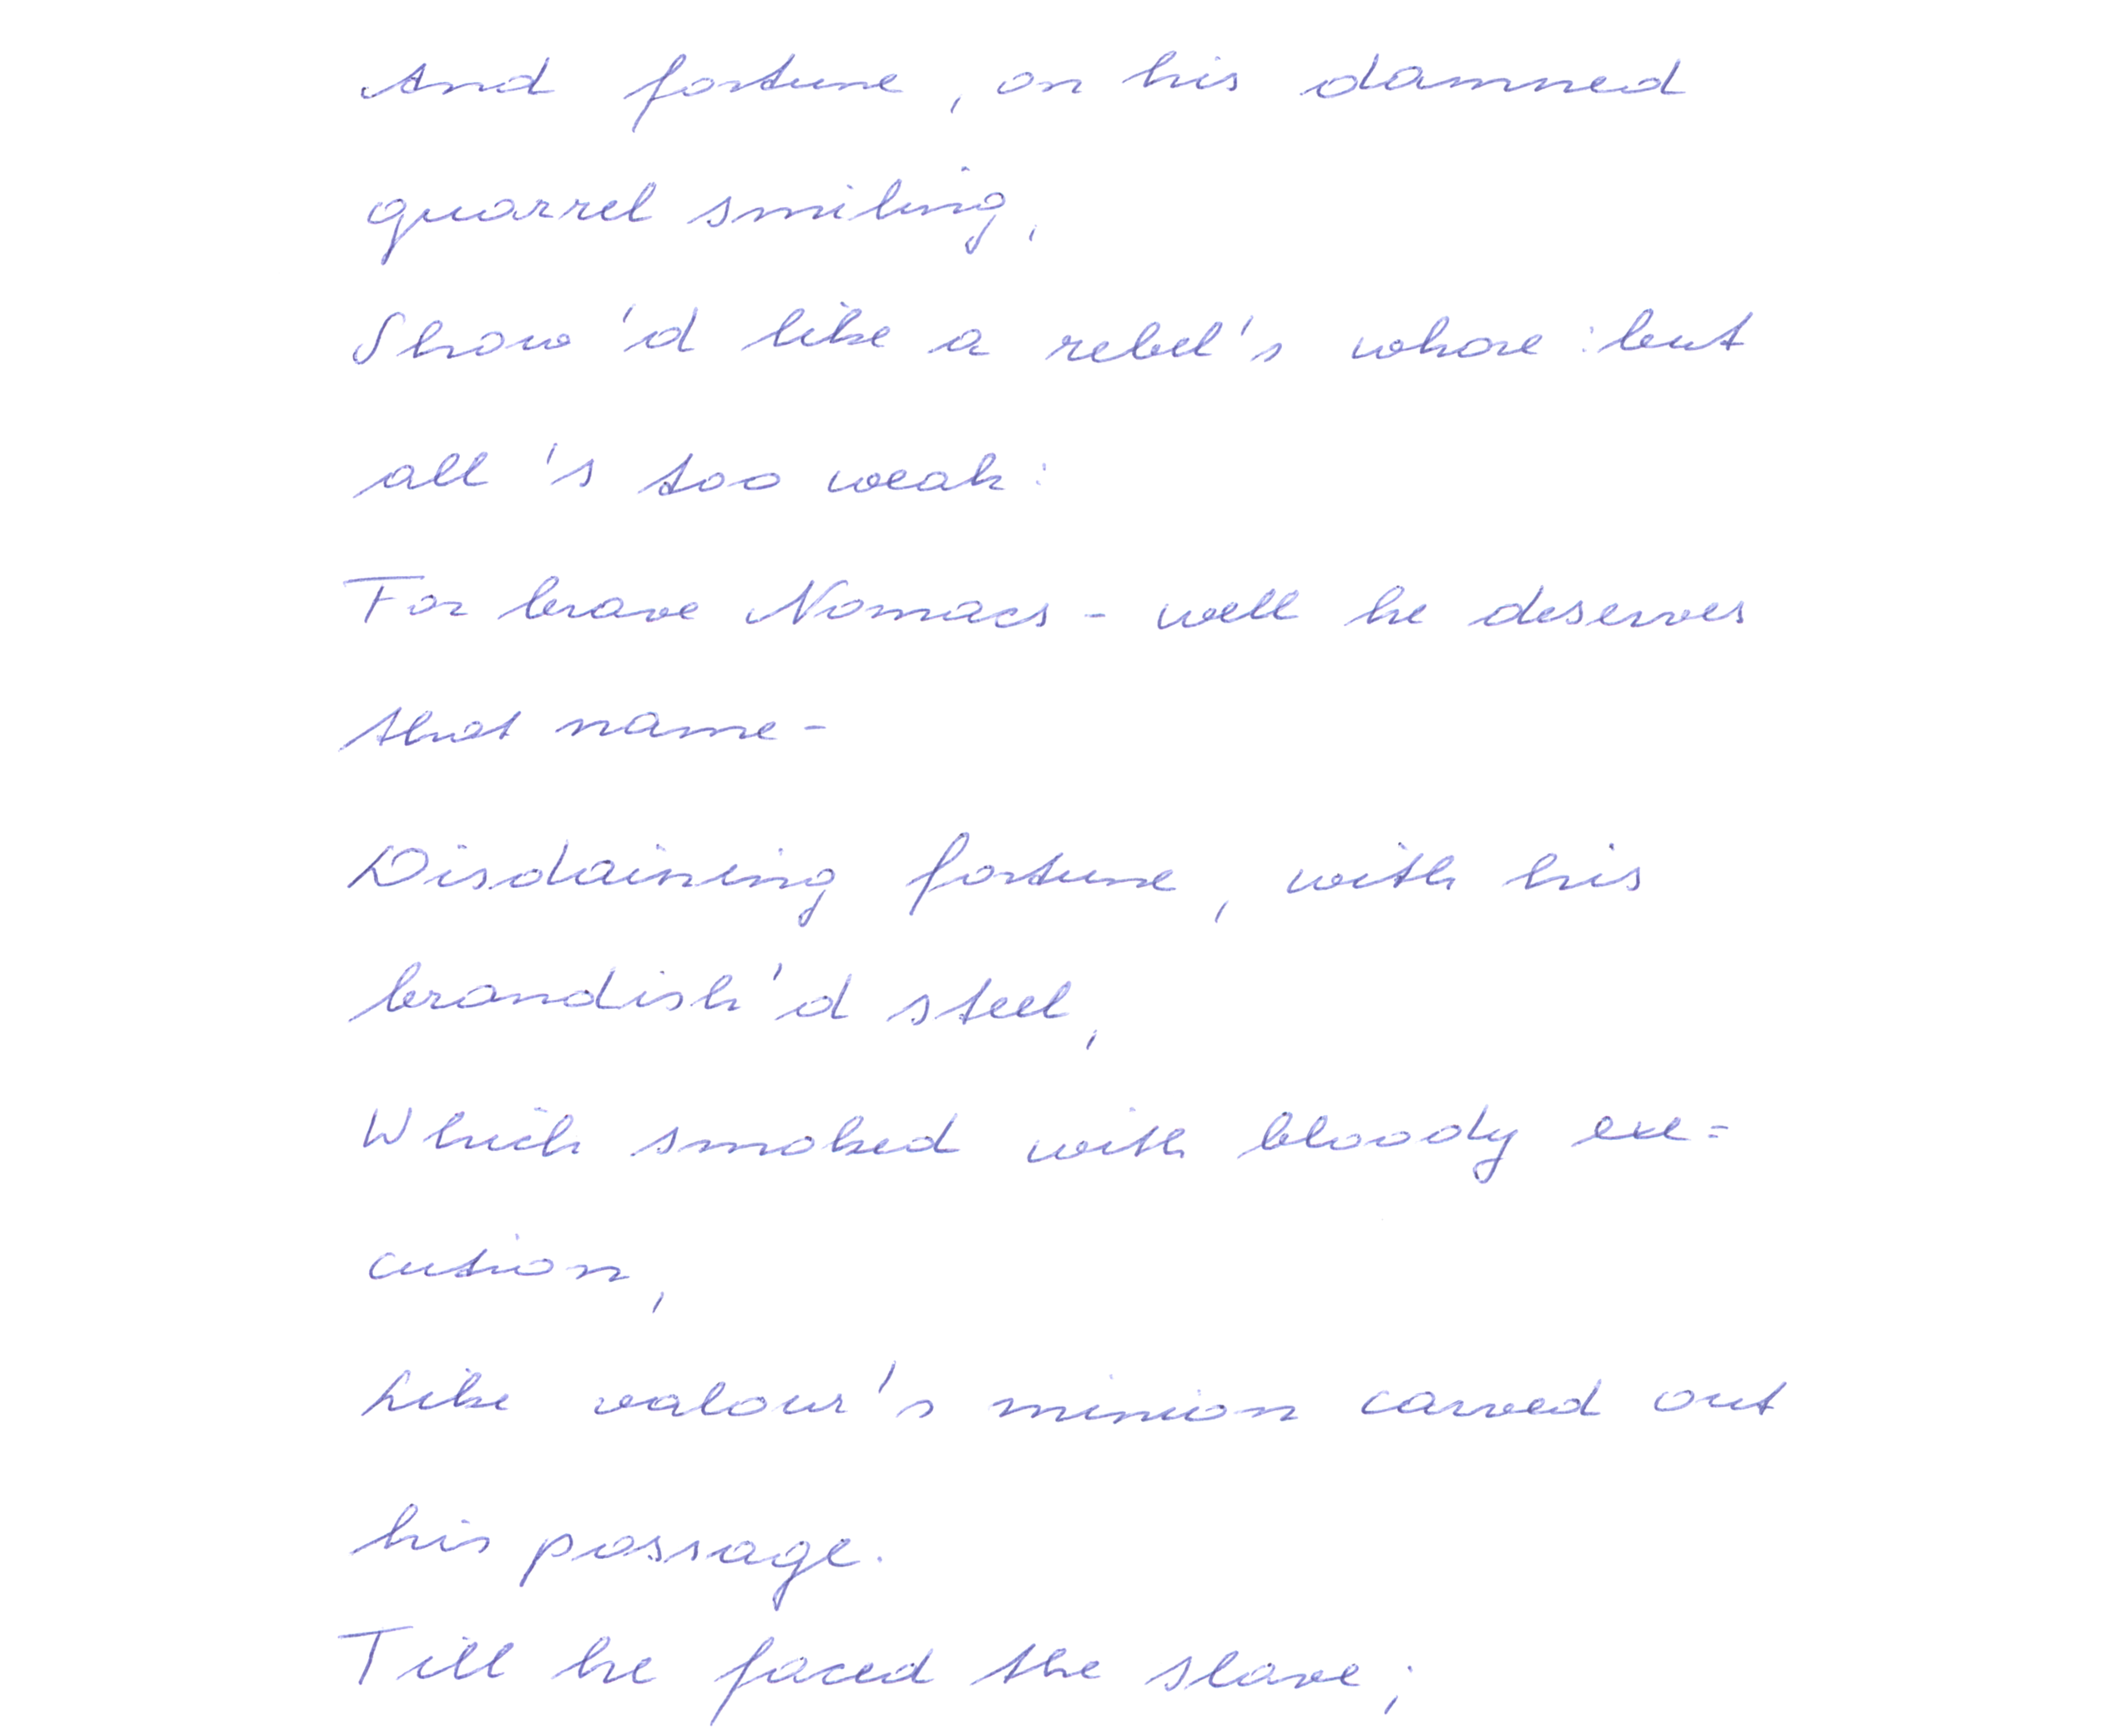 And fortune, on his damned
quarrel smiling,
Show'd like a rebel's whore: but
all's too weak:
For brave Nomacs - well he deserves
that name -
Disdaining fortune, with his
brandish'd steel,
Which smoked with bloody exe=
cution,
Like valour's minion carved out
his passage.
Till he faced the slave;